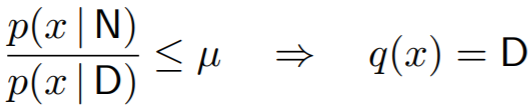 p(x | N) / p(x | D) ≤ μ ⇒ q(x) = D